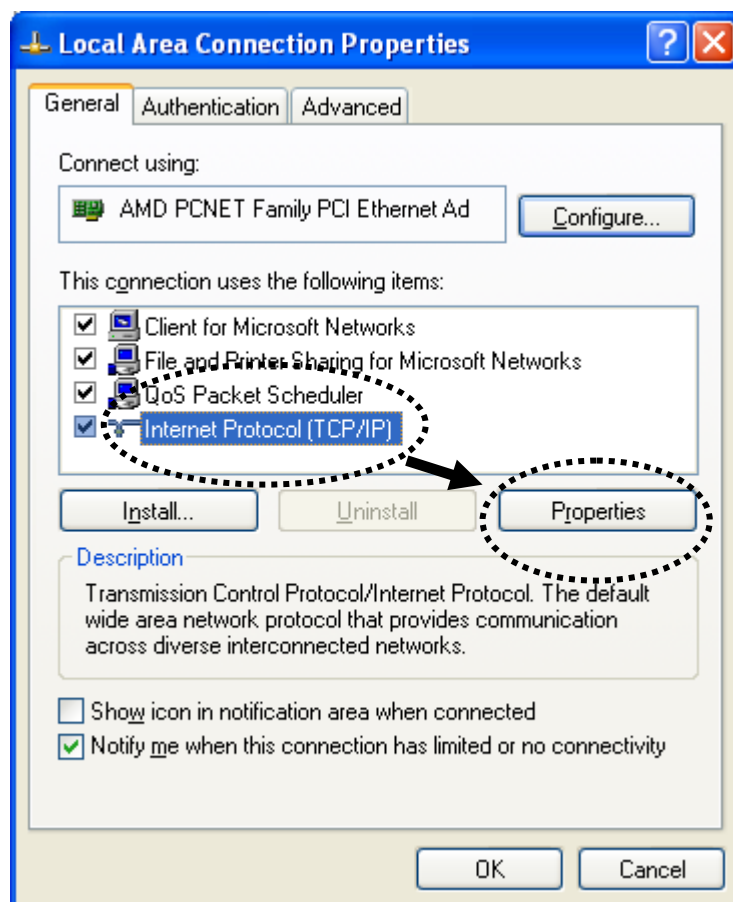 Local Area Connection Properties
General Authentication Advanced
Connect using:
AMD PCNET Family PCI Ethernet Ad
Configure...
This connection uses the following items:
Client for Microsoft Networks
File and Printer Sharing for Microsoft Networks
QoS Packet Scheduler
Internet Protocol (TCP/IP)
Install... Uninstall Properties
Description
Transmission Control Protocol/Internet Protocol. The default
wide area network protocol that provides communication
across diverse interconnected networks.
Show icon in notification area when connected
Notify me when this connection has limited or no connectivity
OK Cancel